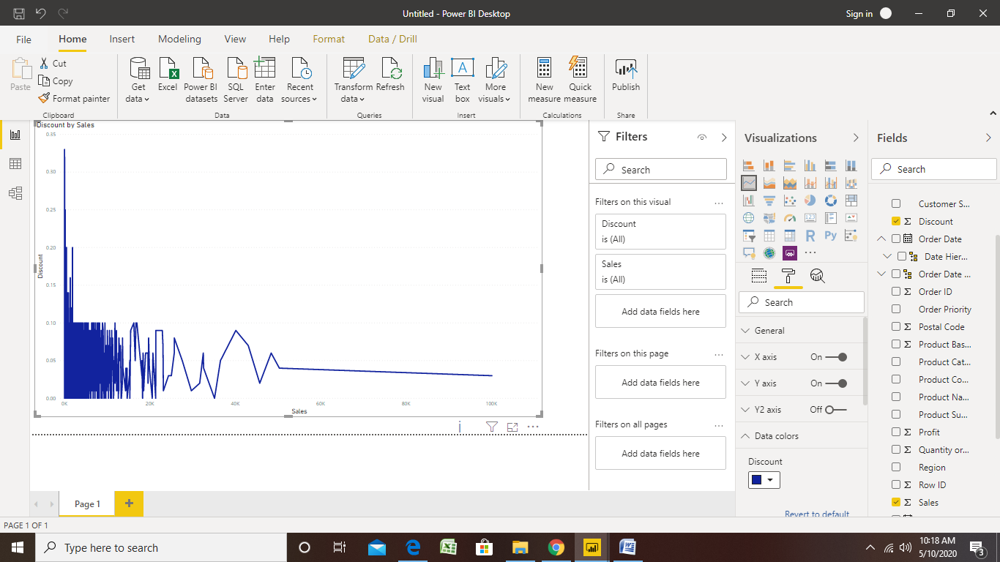 Untitled - Power BI Desktop
Sign in
File Home Insert Modeling View Help Format Data / Drill
Paste
Cut
Copy
Format painter
Clipboard
Get data
Excel
Power BI datasets
SQL Server
Enter data
Recent sources
Data
Transform data
Refresh
Queries
New visual
Text box
More visuals
Insert
New measure
Quick measure
Calculations
Publish
Share
Discount by Sales
0.35
0.30
0.25
0.20
0.15
0.10
0.05
0.00
Discount
0K 20K 40K 60K 80K 100K
Sales
Filters
Search
Filters on this visual ...
Discount
is (All)
Sales
is (All)
Add data fields here
Filters on this page ...
Add data fields here
Filters on all pages ...
Add data fields here
Visualizations
123
R Py
...
Search
General
X axis On
Y axis On
Y2 axis Off
Data colors
Discount
Revert to default
Fields
Search
Customer S...
Σ Discount
Order Date
Date Hier...
Order Date ...
Σ Order ID
Order Priority
Σ Postal Code
Σ Product Bas...
Product Cat...
Product Co...
Product Na...
Product Su...
Σ Profit
Σ Quantity or...
Region
Σ Row ID
Σ Sales
Page 1 +
PAGE 1 OF 1
Type here to search
10:18 AM
5/10/2020
3